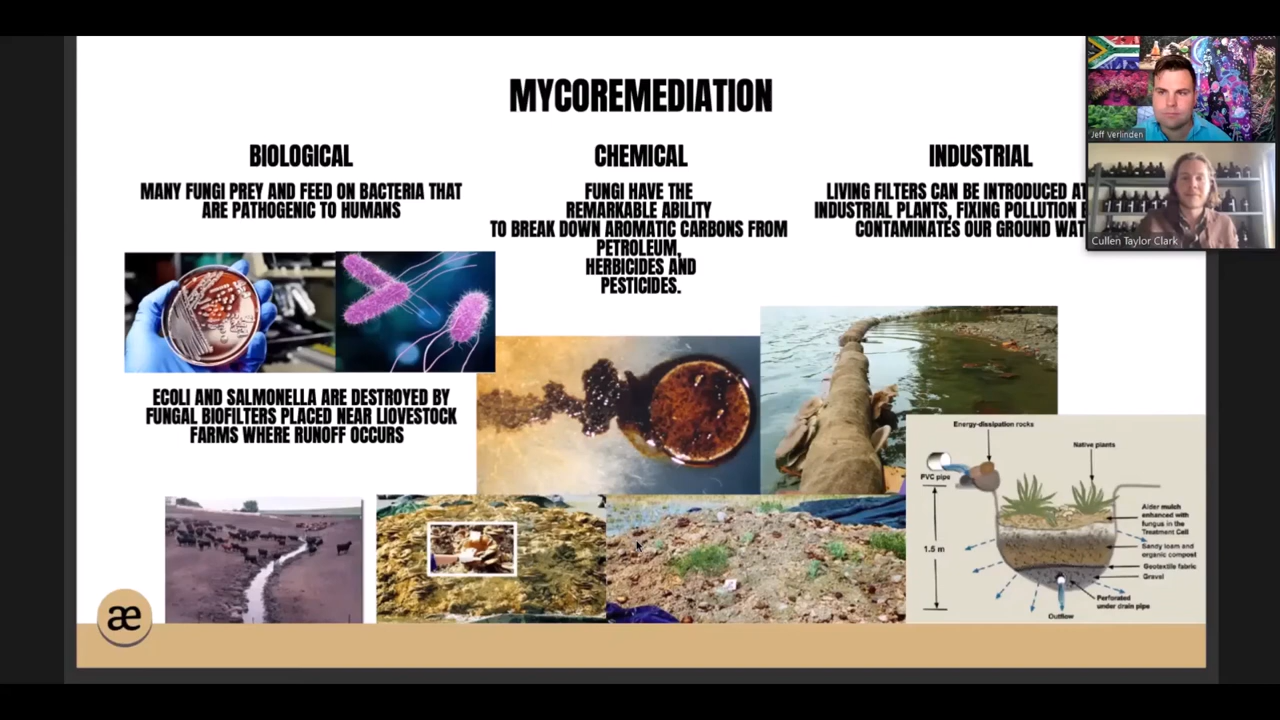 MYCOREMEDIATION
BIOLOGICAL
MANY FUNGI PREY AND FEED ON BACTERIA THAT
ARE PATHOGENIC TO HUMANS
ECOLI AND SALMONELLA ARE DESTROYED BY
FUNGAL BIOFILTERS PLACED NEAR LIOVESTOCK
FARMS WHERE RUNOFF OCCURS
CHEMICAL
FUNGI HAVE THE
REMARKABLE ABILITY
TO BREAK DOWN AROMATIC CARBONS FROM
PETROLEUM,
HERBICIDES AND
PESTICIDES.
INDUSTRIAL
LIVING FILTERS CAN BE INTRODUCED AT
INDUSTRIAL PLANTS, FIXING POLLUTION
CONTAMINATES OUR GROUND WAT
Jeff Verlinden
Cullen Taylor Clark
Energy-dissipation rocks
Native plants
PVC pipe
Alder mulch
enhanced with
fungus in the
Treatment Cell
Sandy loam and
organic compost
1.5 m
Geotextile fabric
Gravel
Perforated
under drain pipe
Outflow
æ